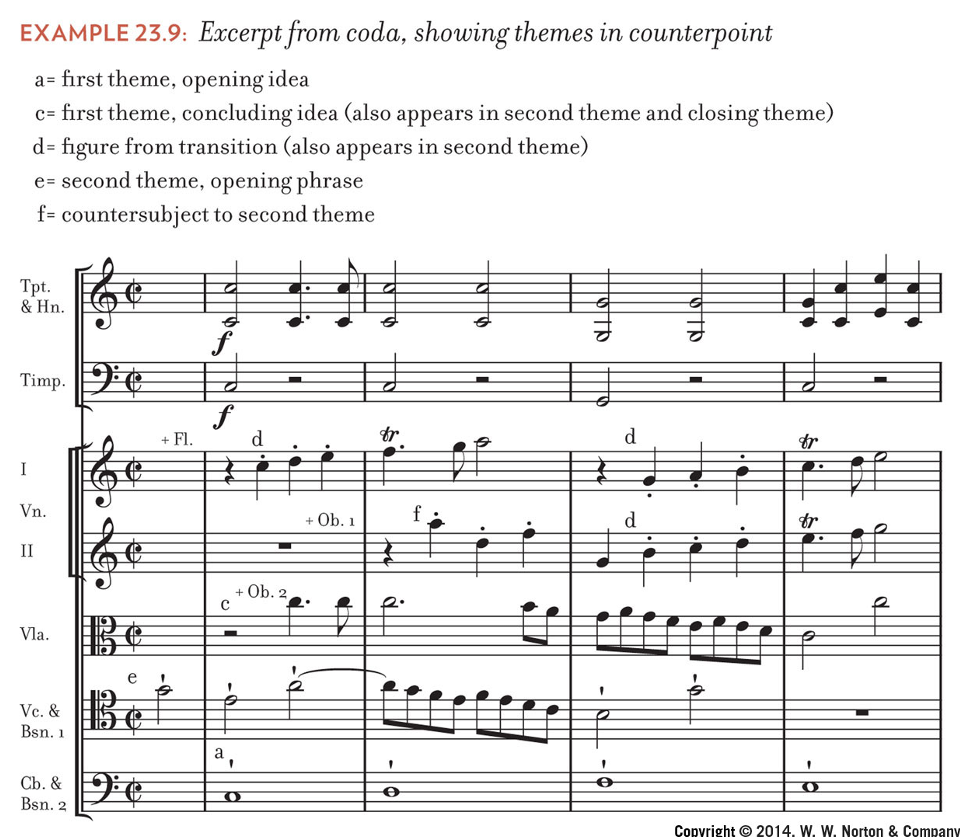 EXAMPLE 23.9: Excerpt from coda, showing themes in counterpoint
a= first theme, opening idea
c= first theme, concluding idea (also appears in second theme and closing theme)
d= figure from transition (also appears in second theme)
e= second theme, opening phrase
f= countersubject to second theme
Tpt.
& Hn.
f
Timp.
f
+ Fl.
d
tr
d
tr
I
Vn.
+ Ob. 1
f
d
tr
II
c
+ Ob. 2
Vla.
e
Vc. &
Bsn. 1
a
Cb. &
Bsn. 2
Copyright © 2014, W. W. Norton & Company